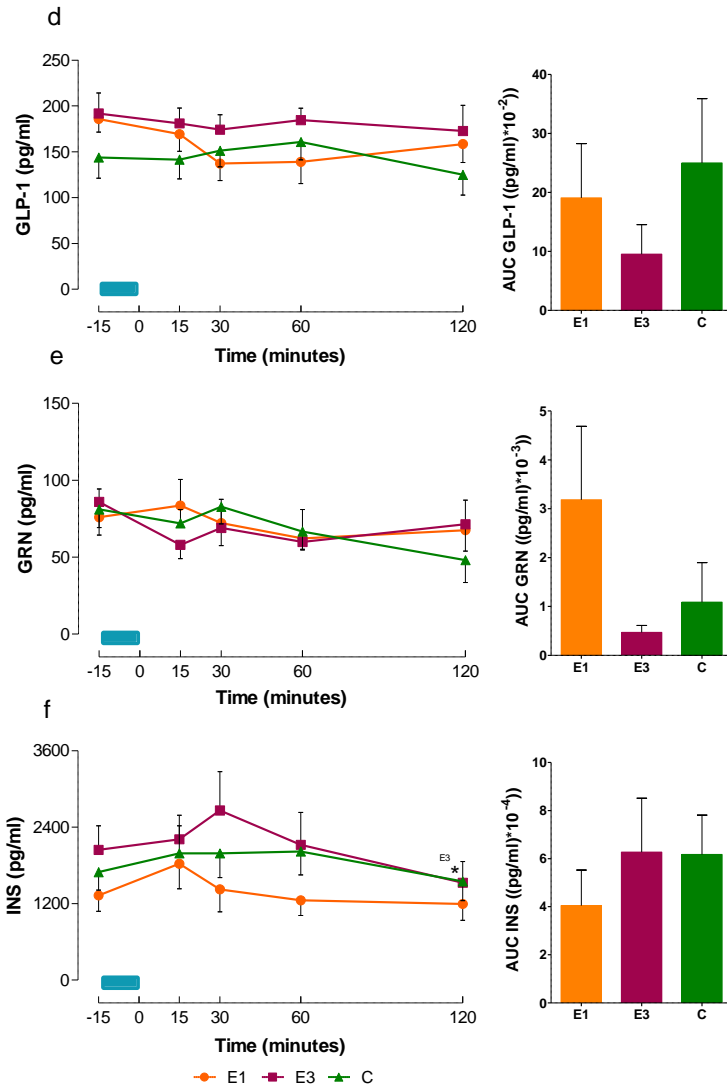 d
250
200
150
100
50
0
GLP-1 (pg/ml)
-15 0 15 30 60 120
Time (minutes)
40
30
20
10
0
AUC GLP-1 ((pg/ml)*10⁻²))
E1 E3 C
e
150
100
50
0
GRN (pg/ml)
-15 0 15 30 60 120
Time (minutes)
5
4
3
2
1
0
AUC GRN ((pg/ml)*10⁻³))
E1 E3 C
f
3600
2400
1200
0
INS (pg/ml)
E3
*
-15 0 15 30 60 120
Time (minutes)
10
8
6
4
2
0
AUC INS ((pg/ml)*10⁻⁴))
E1 E3 C
E1 E3 C